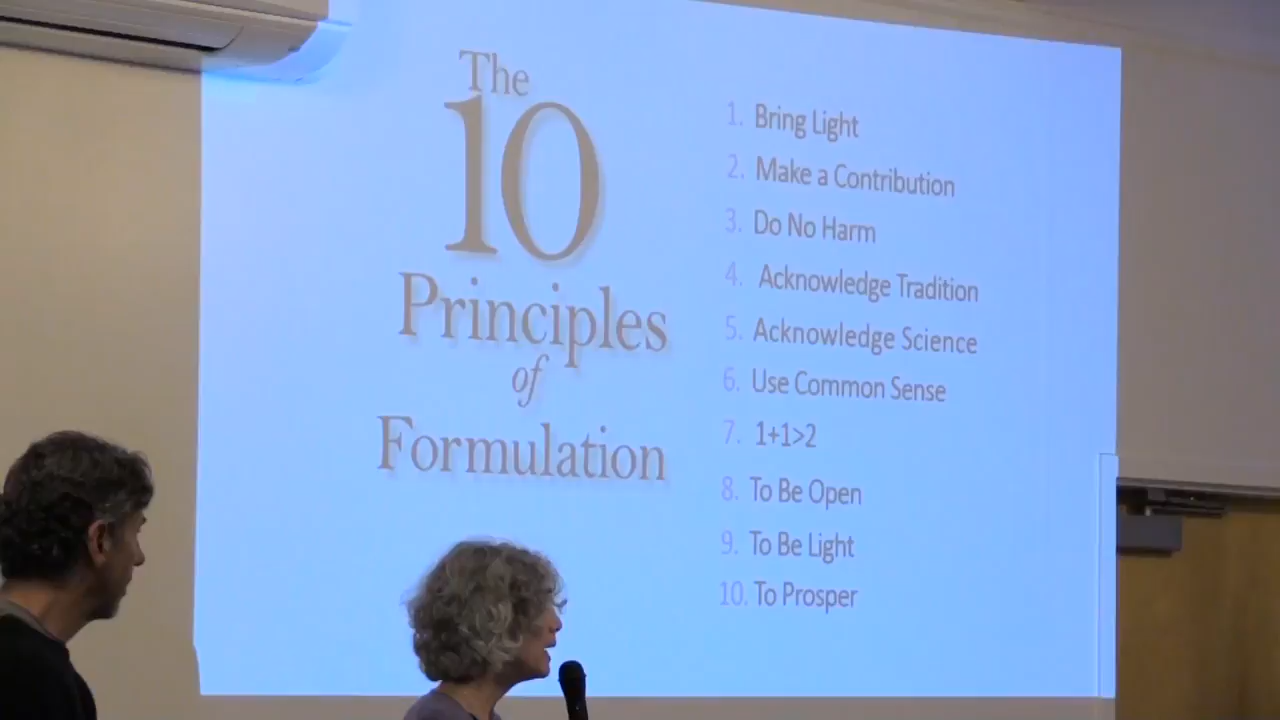 The
10
Principles
of
Formulation
1. Bring Light
2. Make a Contribution
3. Do No Harm
4. Acknowledge Tradition
5. Acknowledge Science
6. Use Common Sense
7. 1+1>2
8. To Be Open
9. To Be Light
10. To Prosper